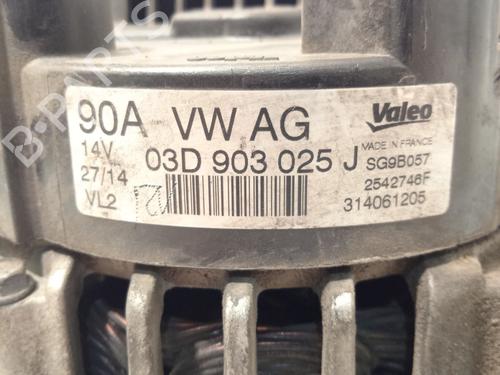 90A VW AG Valeo
14V 03D 903 025 J MADE IN FRANCE
SG9B057
27/14 2542746F
VL2 314061205
B-PARTS